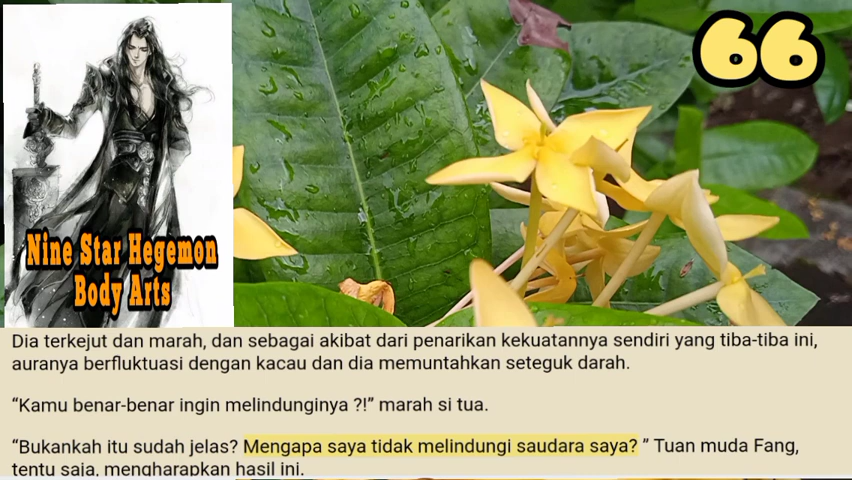 66
Nine Star Hegemon
Body Arts
Dia terkejut dan marah, dan sebagai akibat dari penarikan kekuatannya sendiri yang tiba-tiba ini,
auranya berfluktuasi dengan kacau dan dia memuntahkan seteguk darah.
“Kamu benar-benar ingin melindunginya ?!” marah si tua.
“Bukankah itu sudah jelas? Mengapa saya tidak melindungi saudara saya? ” Tuan muda Fang,
tentu saja, mengharapkan hasil ini.